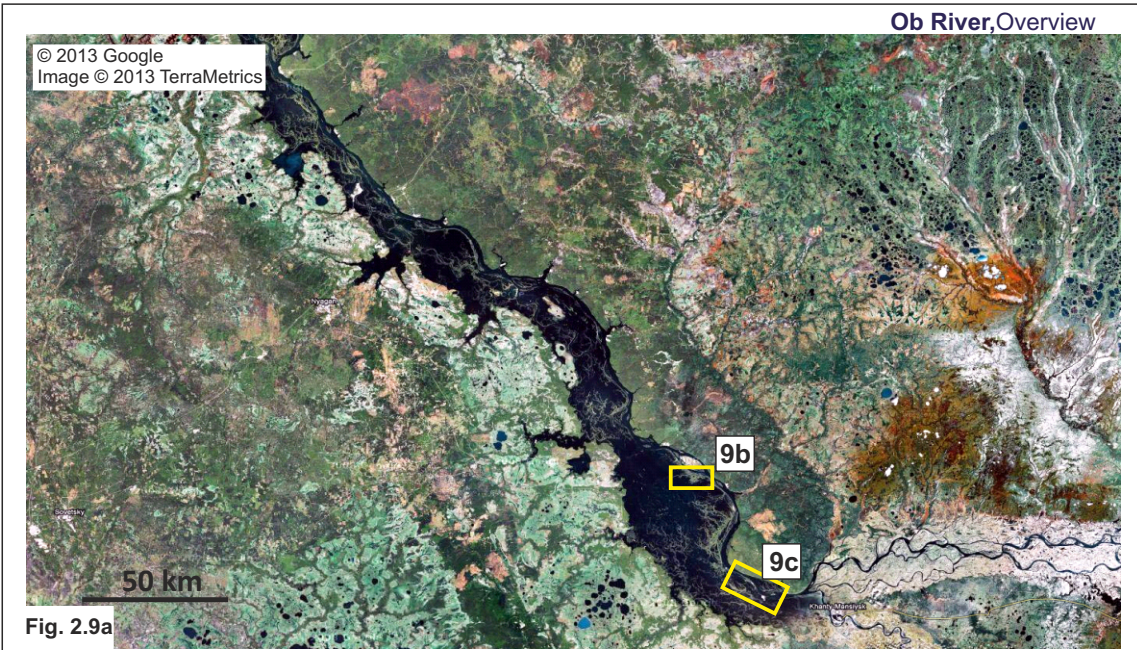 Ob River,Overview
© 2013 Google
Image © 2013 TerraMetrics
Nyagan
9b
9c
Sovetsky
50 km
Khanty Mansiysk
Fig. 2.9a